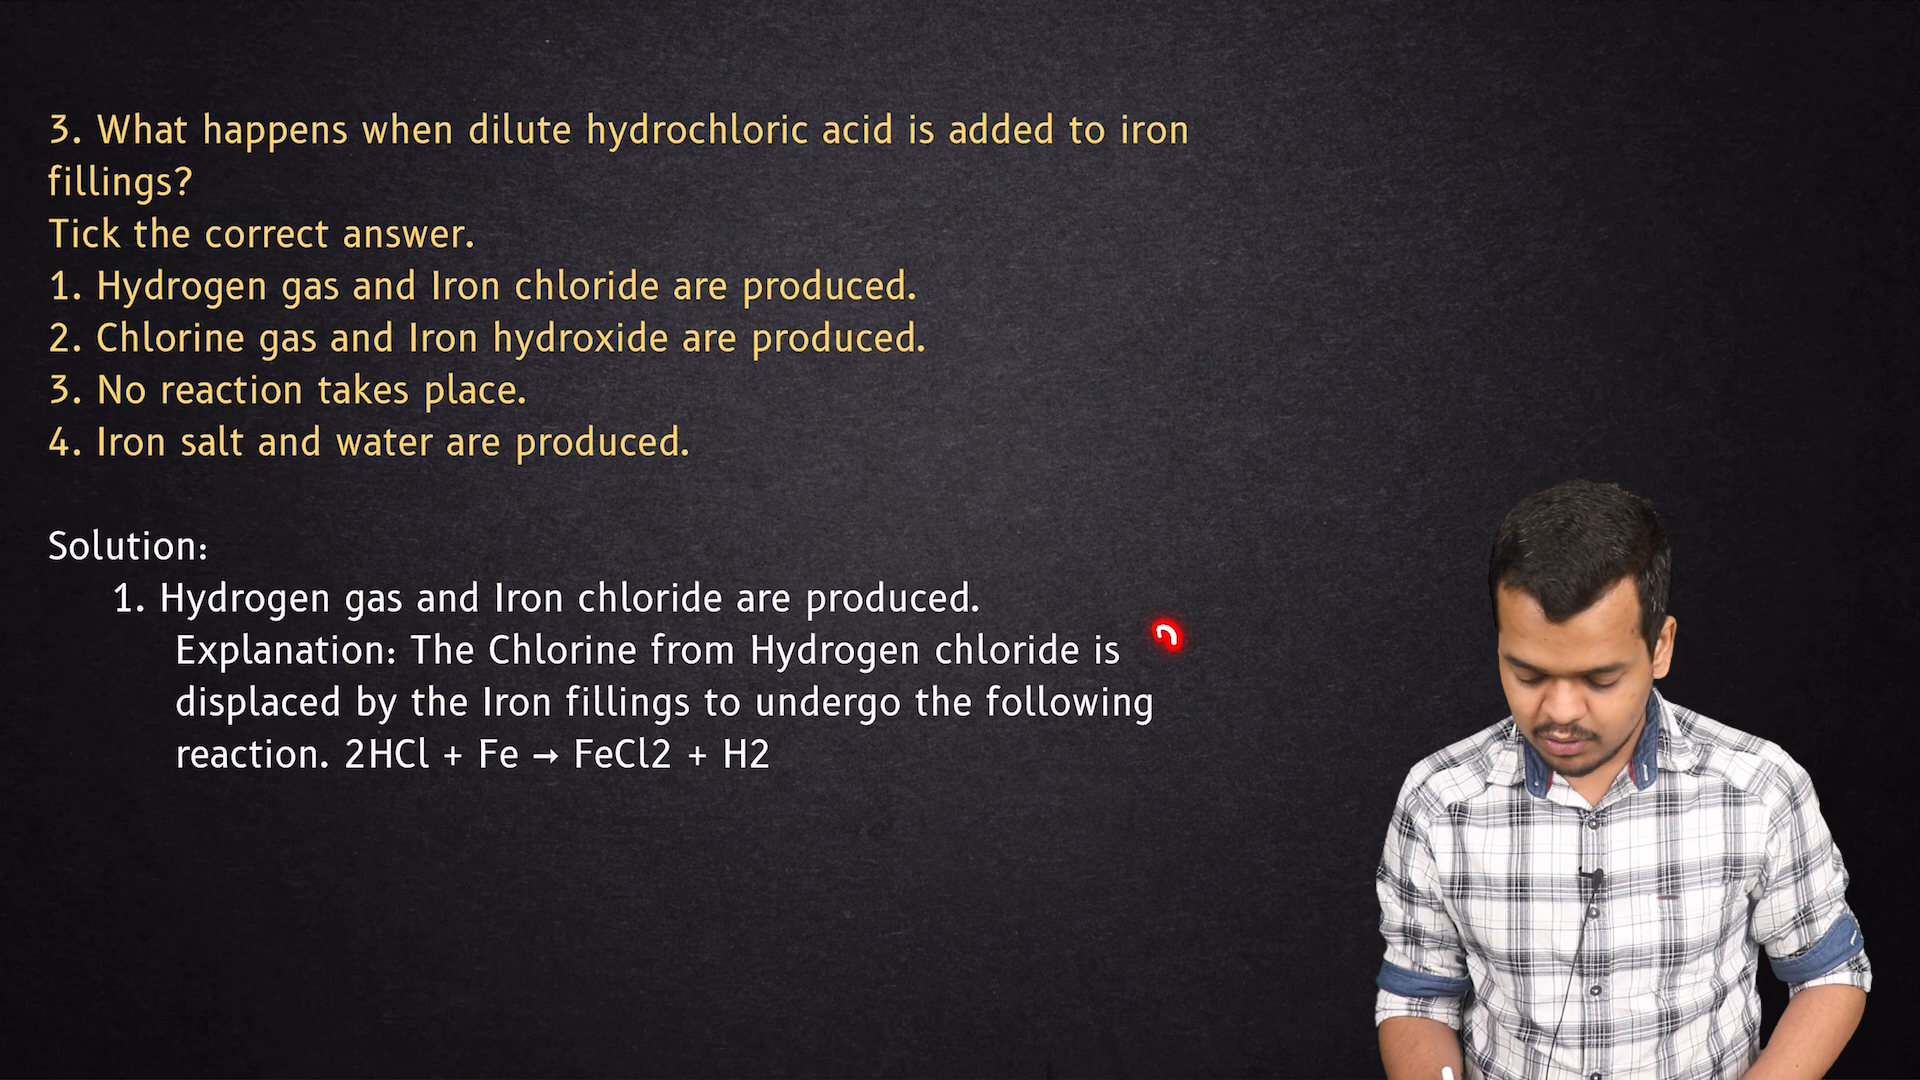 3. What happens when dilute hydrochloric acid is added to iron
fillings?
Tick the correct answer.
1. Hydrogen gas and Iron chloride are produced.
2. Chlorine gas and Iron hydroxide are produced.
3. No reaction takes place.
4. Iron salt and water are produced.
Solution:
1. Hydrogen gas and Iron chloride are produced.
Explanation: The Chlorine from Hydrogen chloride is
displaced by the Iron fillings to undergo the following
reaction. 2HCl + Fe → FeCl2 + H2